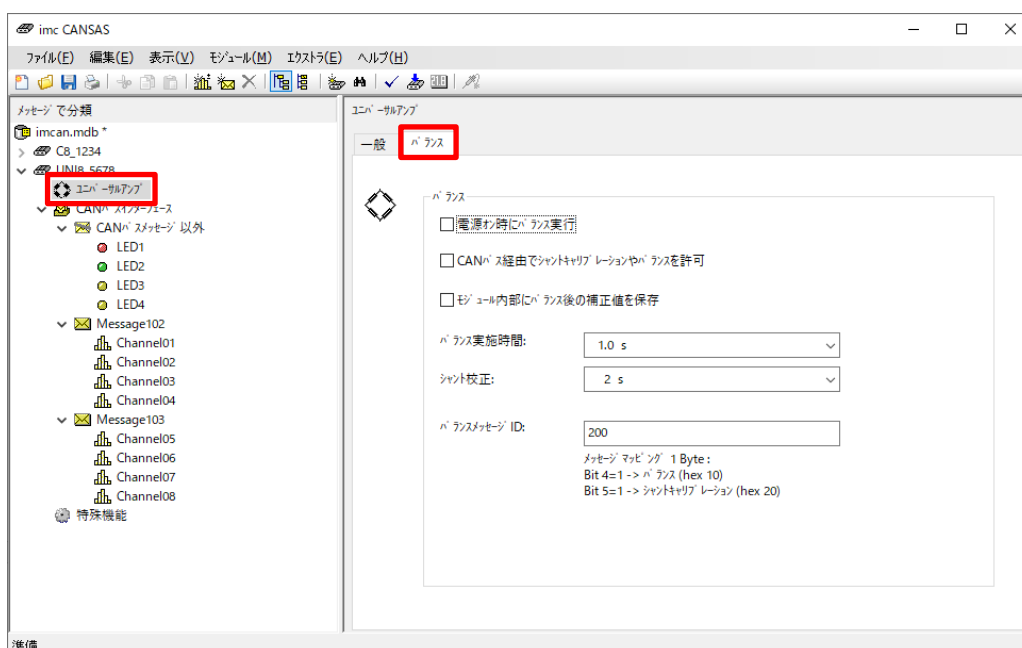 imc CANSAS
ファイル(F) 編集(E) 表示(V) モジュール(M) エクストラ(E) ヘルプ(H)
メッセージで分類
ユニバーサルアンプ
imcan.mdb *
一般 バランス
C8_1234
UNI8_5678
ユニバーサルアンプ
バランス
CANバスインターフェース
電源オン時にバランス実行
CANバスメッセージ以外
LED1
CANバス経由でシャントキャリブレーションやバランスを許可
LED2
LED3
モジュール内部にバランス後の補正値を保存
LED4
Message102
Channel01
バランス実施時間: 1.0 s
Channel02
Channel03
シャント校正: 2 s
Channel04
Message103
バランスメッセージID: 200
Channel05
Channel06
メッセージマッピング 1 Byte :
Channel07
Bit 4=1 -> バランス (hex 10)
Channel08
Bit 5=1 -> シャントキャリブレーション (hex 20)
特殊機能
準備